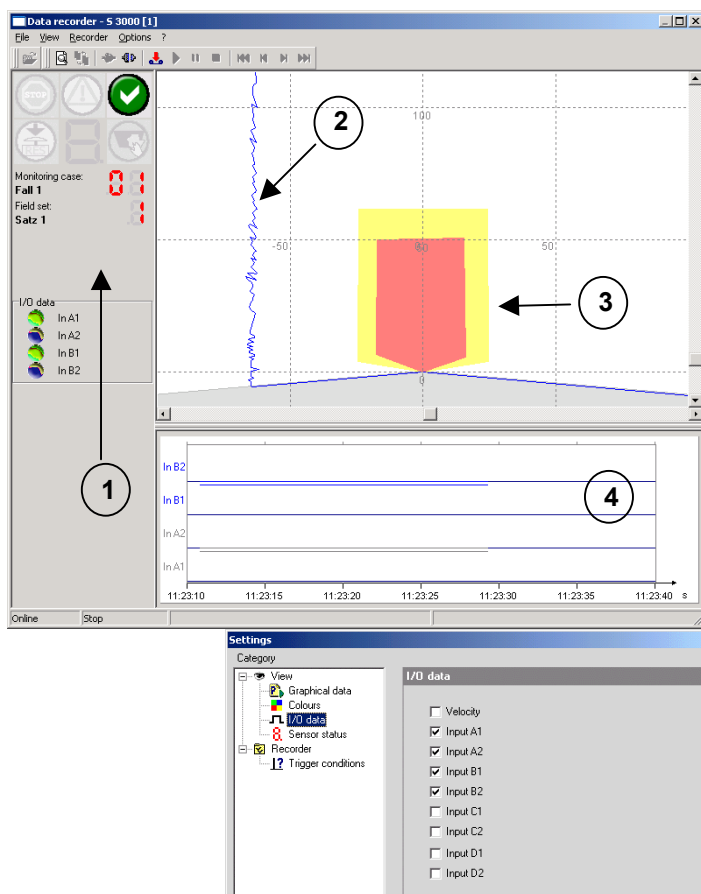 Data recorder - S 3000 [1]
File View Recorder Options ?
STOP
Monitoring case:
Fall 1
01
Field set:
Satz 1
1
I/O data
In A1
In A2
In B1
In B2
1
100
2
-50
50
3
0
In B2
In B1
In A2
In A1
4
11:23:10 11:23:15 11:23:20 11:23:25 11:23:30 11:23:35 11:23:40 s
Online Stop
Settings
Category
View
Graphical data
Colours
I/O data
Sensor status
Recorder
Trigger conditions
I/O data
Velocity
Input A1
Input A2
Input B1
Input B2
Input C1
Input C2
Input D1
Input D2